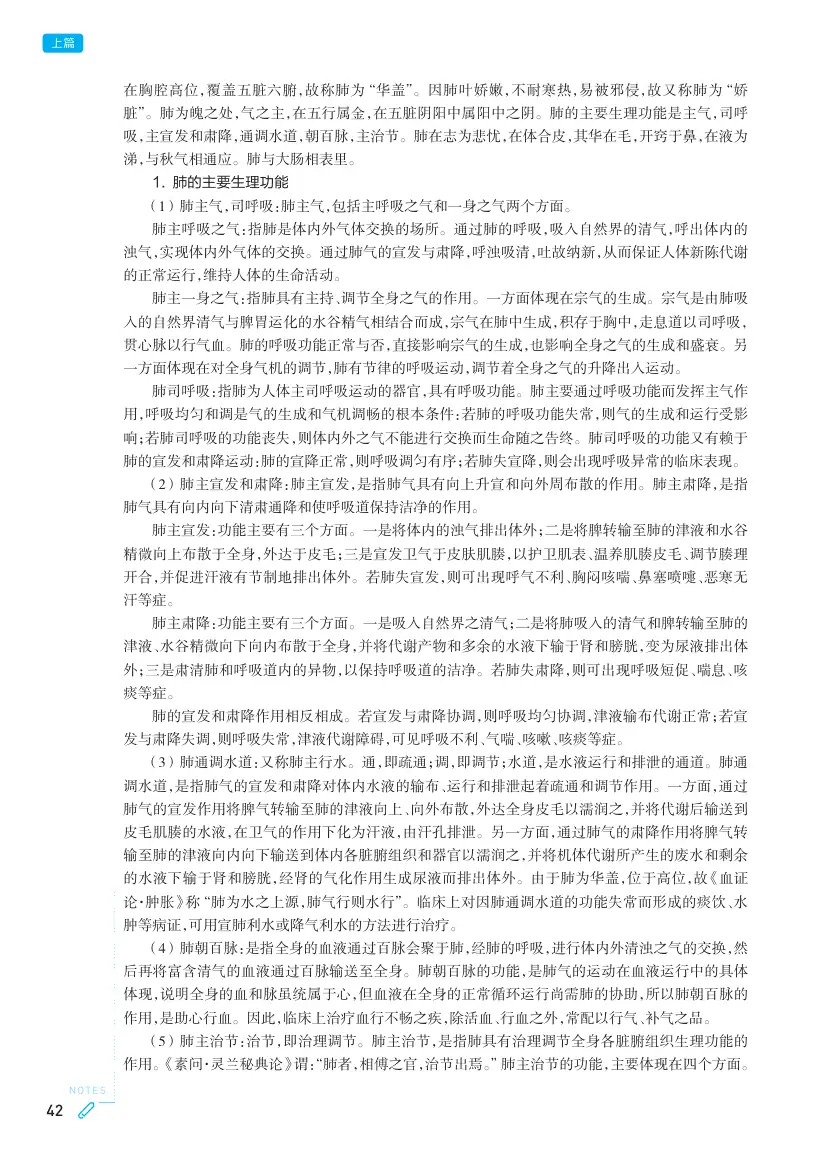 上篇
在胸腔高位,覆盖五脏六腑,故称肺为“华盖”。因肺叶娇嫩,不耐寒热,易被邪侵,故又称肺为“娇
脏”。肺为魄之处,气之主,在五行属金,在五脏阴阳中属阳中之阴。肺的主要生理功能是主气,司呼
吸,主宣发和肃降,通调水道,朝百脉,主治节。肺在志为悲忧,在体合皮,其华在毛,开窍于鼻,在液为
涕,与秋气相通应。肺与大肠相表里。
1. 肺的主要生理功能
(1)肺主气,司呼吸:肺主气,包括主呼吸之气和一身之气两个方面。
肺主呼吸之气:指肺是体内外气体交换的场所。通过肺的呼吸,吸入自然界的清气,呼出体内的
浊气,实现体内外气体的交换。通过肺气的宣发与肃降,呼浊吸清,吐故纳新,从而保证人体新陈代谢
的正常运行,维持人体的生命活动。
肺主一身之气:指肺具有主持、调节全身之气的作用。一方面体现在宗气的生成。宗气是由肺吸
入的自然界清气与脾胃运化的水谷精气相结合而成,宗气在肺中生成,积存于胸中,走息道以司呼吸,
贯心脉以行气血。肺的呼吸功能正常与否,直接影响宗气的生成,也影响全身之气的生成和盛衰。另
一方面体现在对全身气机的调节,肺有节律的呼吸运动,调节着全身之气的升降出入运动。
肺司呼吸:指肺为人体主司呼吸运动的器官,具有呼吸功能。肺主要通过呼吸功能而发挥主气作
用,呼吸均匀和调是气的生成和气机调畅的根本条件:若肺的呼吸功能失常,则气的生成和运行受影
响;若肺司呼吸的功能丧失,则体内外之气不能进行交换而生命随之告终。肺司呼吸的功能又有赖于
肺的宣发和肃降运动:肺的宣降正常,则呼吸调匀有序;若肺失宣降,则会出现呼吸异常的临床表现。
(2)肺主宣发和肃降:肺主宣发,是指肺气具有向上升宣和向外周布散的作用。肺主肃降,是指
肺气具有向内向下清肃通降和使呼吸道保持洁净的作用。
肺主宣发:功能主要有三个方面。一是将体内的浊气排出体外;二是将脾转输至肺的津液和水谷
精微向上布散于全身,外达于皮毛;三是宣发卫气于皮肤肌腠,以护卫肌表、温养肌腠皮毛、调节腠理
开合,并促进汗液有节制地排出体外。若肺失宣发,则可出现呼气不利、胸闷咳喘、鼻塞喷嚏、恶寒无
汗等症。
肺主肃降:功能主要有三个方面。一是吸入自然界之清气;二是将肺吸入的清气和脾转输至肺的
津液、水谷精微向下向内布散于全身,并将代谢产物和多余的水液下输于肾和膀胱,变为尿液排出体
外;三是肃清肺和呼吸道内的异物,以保持呼吸道的洁净。若肺失肃降,则可出现呼吸短促、喘息、咳
痰等症。
肺的宣发和肃降作用相反相成。若宣发与肃降协调,则呼吸均匀协调,津液输布代谢正常;若宣
发与肃降失调,则呼吸失常,津液代谢障碍,可见呼吸不利、气喘、咳嗽、咳痰等症。
(3)肺通调水道:又称肺主行水。通,即疏通;调,即调节;水道,是水液运行和排泄的通道。肺通
调水道,是指肺气的宣发和肃降对体内水液的输布、运行和排泄起着疏通和调节作用。一方面,通过
肺气的宣发作用将脾气转输至肺的津液向上、向外布散,外达全身皮毛以濡润之,并将代谢后输送到
皮毛肌腠的水液,在卫气的作用下化为汗液,由汗孔排泄。另一方面,通过肺气的肃降作用将脾气转
输至肺的津液向内向下输送到体内各脏腑组织和器官以濡润之,并将机体代谢所产生的废水和剩余
的水液下输于肾和膀胱,经肾的气化作用生成尿液而排出体外。由于肺为华盖,位于高位,故《血证
论·肿胀》称“肺为水之上源,肺气行则水行”。临床上对因肺通调水道的功能失常而形成的痰饮、水
肿等病证,可用宣肺利水或降气利水的方法进行治疗。
(4)肺朝百脉:是指全身的血液通过百脉会聚于肺,经肺的呼吸,进行体内外清浊之气的交换,然
后再将富含清气的血液通过百脉输送至全身。肺朝百脉的功能,是肺气的运动在血液运行中的具体
体现,说明全身的血和脉虽统属于心,但血液在全身的正常循环运行尚需肺的协助,所以肺朝百脉的
作用,是助心行血。因此,临床上治疗血行不畅之疾,除活血、行血之外,常配以行气、补气之品。
(5)肺主治节:治节,即治理调节。肺主治节,是指肺具有治理调节全身各脏腑组织生理功能的
作用。《素问·灵兰秘典论》谓:“肺者,相傅之官,治节出焉。”肺主治节的功能,主要体现在四个方面。
NOTES
42